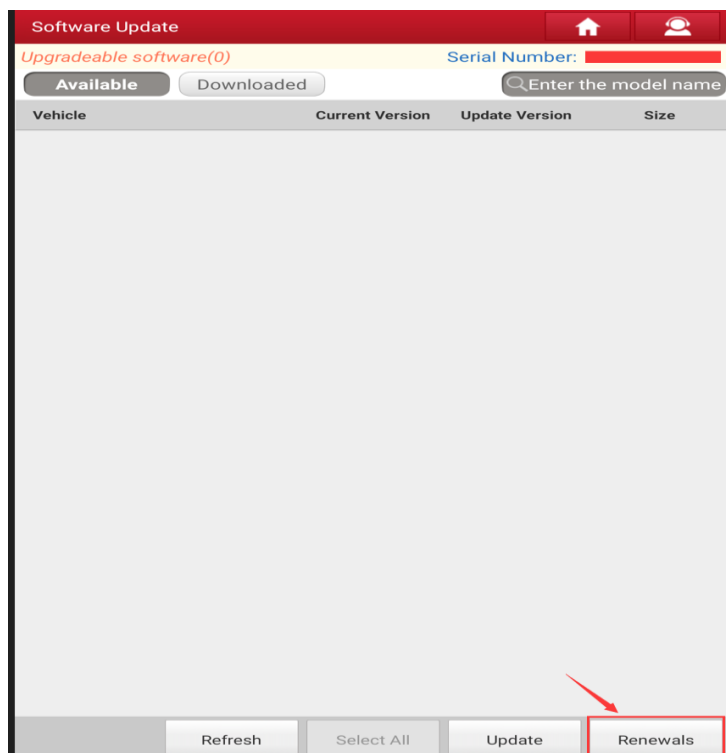 Software Update
Upgradeable software(0) Serial Number:
Available Downloaded Enter the model name
Vehicle Current Version Update Version Size
Refresh Select All Update Renewals